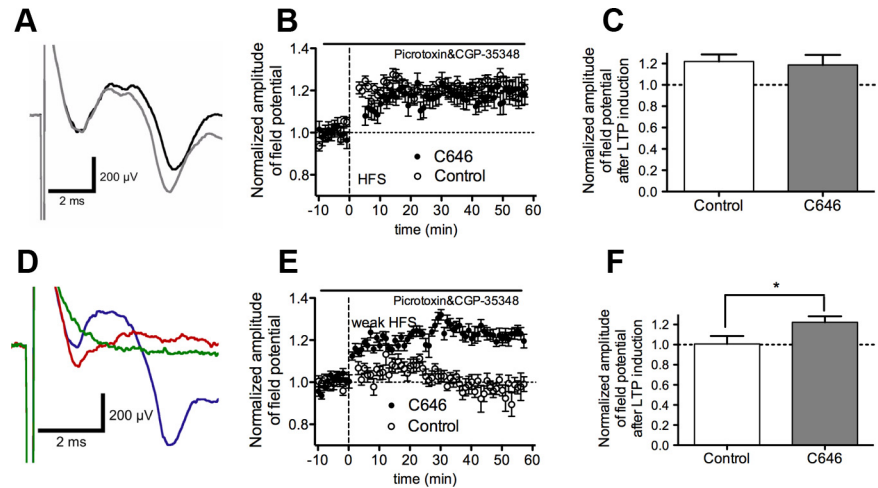 A
200 µV
2 ms
B
Normalized amplitude
of field potential
1.4
1.2
1.0
0.8
Picrotoxin&CGP-35348
C646
Control
HFS
-10 0 10 20 30 40 50 60
time (min)
C
Normalized amplitude
of field potential
after LTP induction
1.2
1.0
0.8
0.6
0.4
0.2
0.0
Control C646
D
200 µV
2 ms
E
Normalized amplitude
of field potential
1.4
1.2
1.0
0.8
Picrotoxin&CGP-35348
weak HFS
C646
Control
-10 0 10 20 30 40 50 60
time (min)
F
Normalized amplitude
of field potential
after LTP induction
*
1.2
1.0
0.8
0.6
0.4
0.2
0.0
Control C646